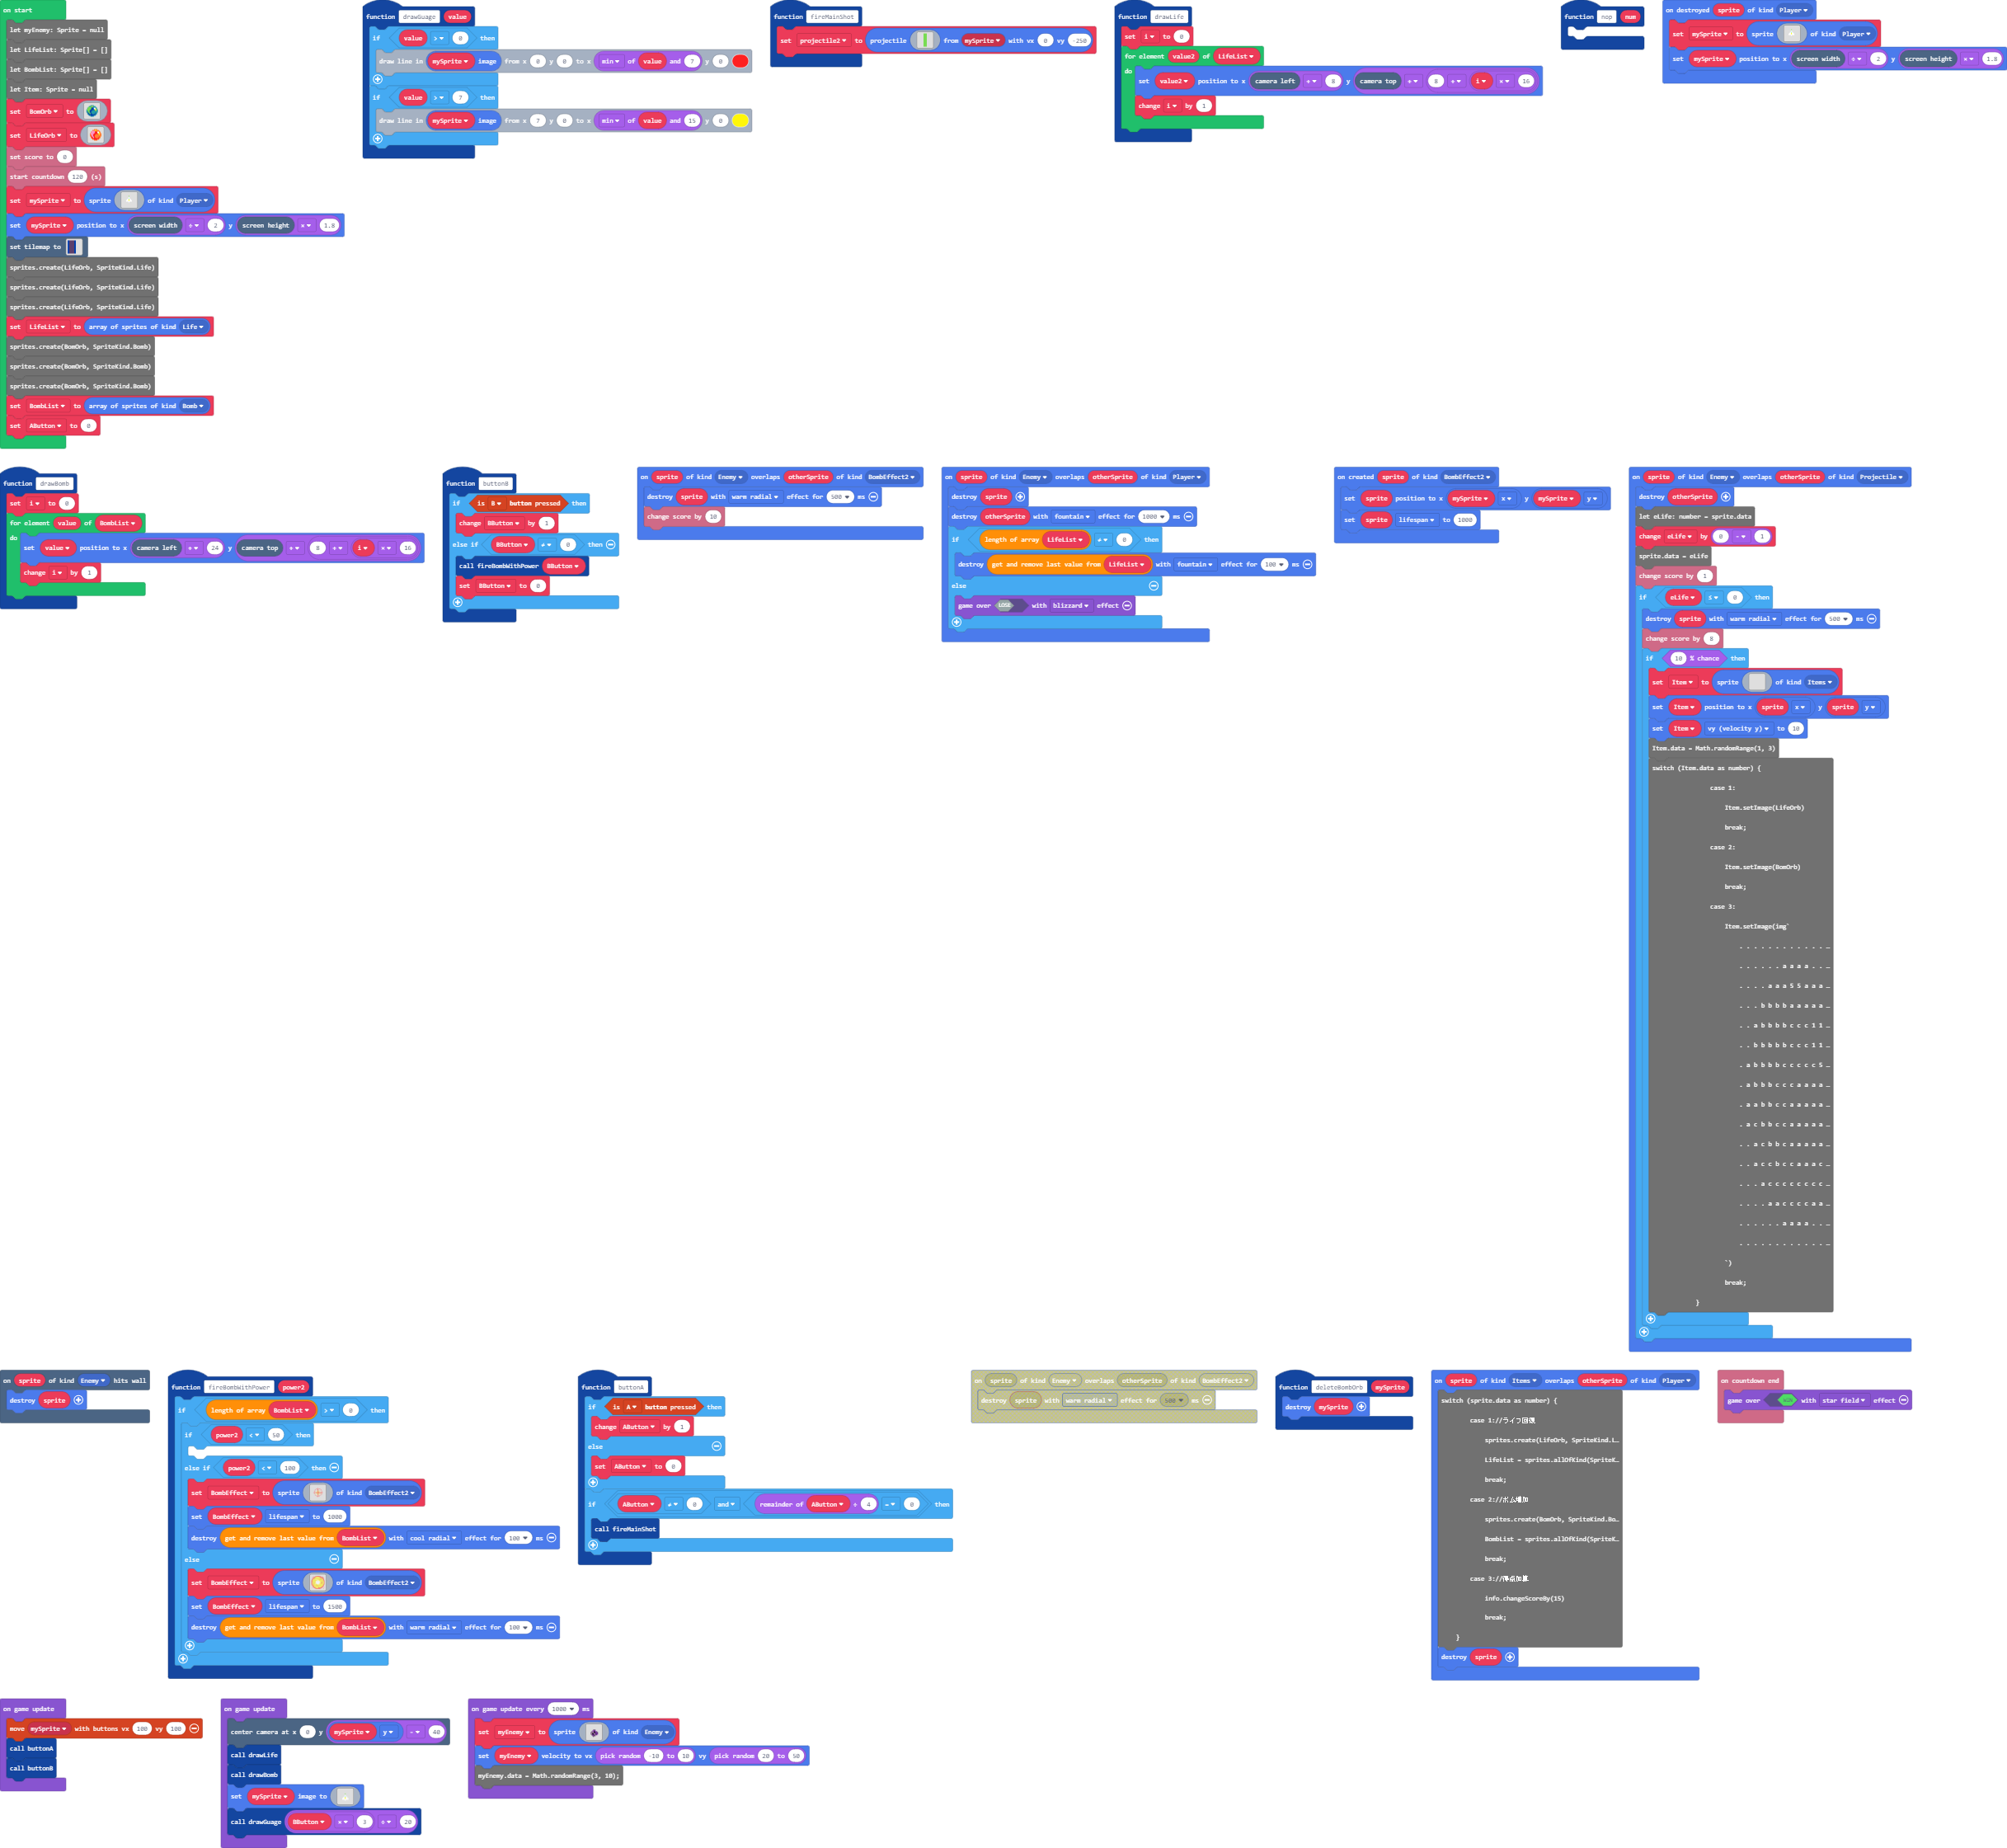 on start
let myEnemy: Sprite = null
let LifeList: Sprite[] = []
let BombList: Sprite[] = []
let Item: Sprite = null
set BomOrb to
set LifeOrb to
set score to 0
start countdown 120 (s)
set mySprite to sprite of kind Player
set mySprite position to x screen width ÷ 2 y screen height × 1.8
set tilemap to
sprites.create(LifeOrb, SpriteKind.Life)
sprites.create(LifeOrb, SpriteKind.Life)
sprites.create(LifeOrb, SpriteKind.Life)
set LifeList to array of sprites of kind Life
sprites.create(BomOrb, SpriteKind.Bomb)
sprites.create(BomOrb, SpriteKind.Bomb)
sprites.create(BomOrb, SpriteKind.Bomb)
set BombList to array of sprites of kind Bomb
set AButton to 0
function drawGuage value
if value > 0 then
draw line in mySprite image from x 0 y 0 to x min of value and 7 y 0
if value > 7 then
draw line in mySprite image from x 7 y 0 to x min of value and 15 y 0
function fireMainShot
set projectile2 to projectile from mySprite with vx 0 vy -250
function drawLife
set i to 0
for element value2 of LifeList
do
set value2 position to x camera left + 8 y camera top + 8 + i × 16
change i by 1
function nop num
on destroyed sprite of kind Player
set mySprite to sprite of kind Player
set mySprite position to x screen width ÷ 2 y screen height × 1.8
function drawBomb
set i to 0
for element value of BombList
do
set value position to x camera left + 24 y camera top + 8 + i × 16
change i by 1
function buttonB
if is B button pressed then
change BButton by 1
else if BButton ≠ 0 then
call fireBombWithPower BButton
set BButton to 0
on sprite of kind Enemy overlaps otherSprite of kind BombEffect2
destroy sprite with warm radial effect for 500 ms
change score by 10
on sprite of kind Enemy overlaps otherSprite of kind Player
destroy sprite
destroy otherSprite with fountain effect for 1000 ms
if length of array LifeList ≠ 0 then
destroy get and remove last value from LifeList with fountain effect for 100 ms
else
game over LOSE with blizzard effect
on created sprite of kind BombEffect2
set sprite position to x mySprite x y mySprite y
set sprite lifespan to 1000
on sprite of kind Enemy overlaps otherSprite of kind Projectile
destroy otherSprite
let eLife: number = sprite.data
change eLife by 0 - 1
sprite.data = eLife
change score by 1
if eLife ≤ 0 then
destroy sprite with warm radial effect for 500 ms
change score by 8
if 10 % chance then
set Item to sprite of kind Items
set Item position to x sprite x y sprite y
set Item vy (velocity y) to 10
Item.data = Math.randomRange(1, 3)
switch (Item.data as number) {
case 1:
Item.setImage(LifeOrb)
break;
case 2:
Item.setImage(BomOrb)
break;
case 3:
Item.setImage(img`
. . . . . . . . . . . . …
. . . . . . a a a a . . …
. . . . a a a 5 5 a a a …
. . . b b b b a a a a a …
. . a b b b b c c c 1 1 …
. . b b b b b c c c 1 1 …
. a b b b b c c c c c 5 …
. a b b b c c c a a a a …
. a a b b c c a a a a a …
. a c b b c c a a a a a …
. . a c b b c a a a a a …
. . a c c b c c a a a c …
. . . a c c c c c c c c …
. . . . a a c c c c a a …
. . . . . . a a a a . . …
. . . . . . . . . . . . …
`)
break;
}
on sprite of kind Enemy hits wall
destroy sprite
function fireBombWithPower power2
if length of array BombList > 0 then
if power2 < 50 then
else if power2 < 100 then
set BombEffect to sprite of kind BombEffect2
set BombEffect lifespan to 1000
destroy get and remove last value from BombList with cool radial effect for 100 ms
else
set BombEffect to sprite of kind BombEffect2
set BombEffect lifespan to 1500
destroy get and remove last value from BombList with warm radial effect for 100 ms
function buttonA
if is A button pressed then
change AButton by 1
else
set AButton to 0
if AButton ≠ 0 and remainder of AButton ÷ 4 = 0 then
call fireMainShot
on sprite of kind Enemy overlaps otherSprite of kind BombEffect2
destroy sprite with warm radial effect for 500 ms
function deleteBombOrb mySprite
destroy mySprite
on sprite of kind Items overlaps otherSprite of kind Player
switch (sprite.data as number) {
case 1://ライフ回復
sprites.create(LifeOrb, SpriteKind.L…
LifeList = sprites.allOfKind(SpriteK…
break;
case 2://ボム増加
sprites.create(BomOrb, SpriteKind.Bo…
BombList = sprites.allOfKind(SpriteK…
break;
case 3://得点加算
info.changeScoreBy(15)
break;
}
destroy sprite
on countdown end
game over WIN with star field effect
on game update
move mySprite with buttons vx 100 vy 100
call buttonA
call buttonB
on game update
center camera at x 0 y mySprite y - 40
call drawLife
call drawBomb
set mySprite image to
call drawGuage BButton × 3 ÷ 20
on game update every 1000 ms
set myEnemy to sprite of kind Enemy
set myEnemy velocity to vx pick random -10 to 10 vy pick random 20 to 50
myEnemy.data = Math.randomRange(3, 10);